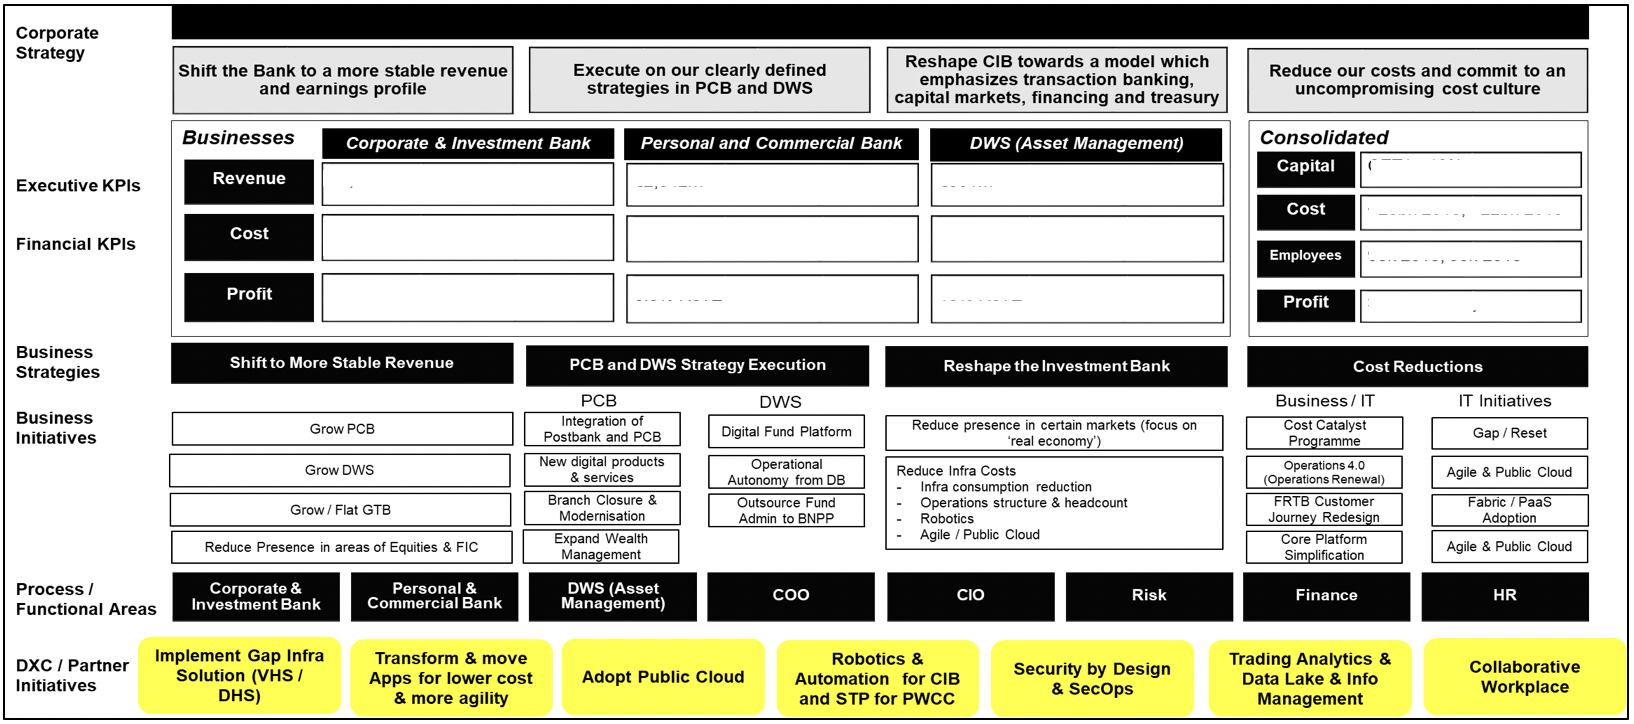 Corporate
Strategy
Shift the Bank to a more stable revenue
and earnings profile
Execute on our clearly defined
strategies in PCB and DWS
Reshape CIB towards a model which
emphasizes transaction banking,
capital markets, financing and treasury
Reduce our costs and commit to an
uncompromising cost culture
Executive KPIs
Financial KPIs
Businesses
Corporate & Investment Bank
Personal and Commercial Bank
DWS (Asset Management)
Revenue
Cost
Profit
Consolidated
Capital
Cost
Employees
Profit
Business
Strategies
Shift to More Stable Revenue
PCB and DWS Strategy Execution
Reshape the Investment Bank
Cost Reductions
Business
Initiatives
Grow PCB
Grow DWS
Grow / Flat GTB
Reduce Presence in areas of Equities & FIC
PCB
Integration of
Postbank and PCB
New digital products
& services
Branch Closure &
Modernisation
Expand Wealth
Management
DWS
Digital Fund Platform
Operational
Autonomy from DB
Outsource Fund
Admin to BNPP
Reduce presence in certain markets (focus on
‘real economy’)
Reduce Infra Costs
- Infra consumption reduction
- Operations structure & headcount
- Robotics
- Agile / Public Cloud
Business / IT
Cost Catalyst
Programme
Operations 4.0
(Operations Renewal)
FRTB Customer
Journey Redesign
Core Platform
Simplification
IT Initiatives
Gap / Reset
Agile & Public Cloud
Fabric / PaaS
Adoption
Agile & Public Cloud
Process /
Functional Areas
Corporate &
Investment Bank
Personal &
Commercial Bank
DWS (Asset
Management)
COO
CIO
Risk
Finance
HR
DXC / Partner
Initiatives
Implement Gap Infra
Solution (VHS /
DHS)
Transform & move
Apps for lower cost
& more agility
Adopt Public Cloud
Robotics &
Automation for CIB
and STP for PWCC
Security by Design
& SecOps
Trading Analytics &
Data Lake & Info
Management
Collaborative
Workplace